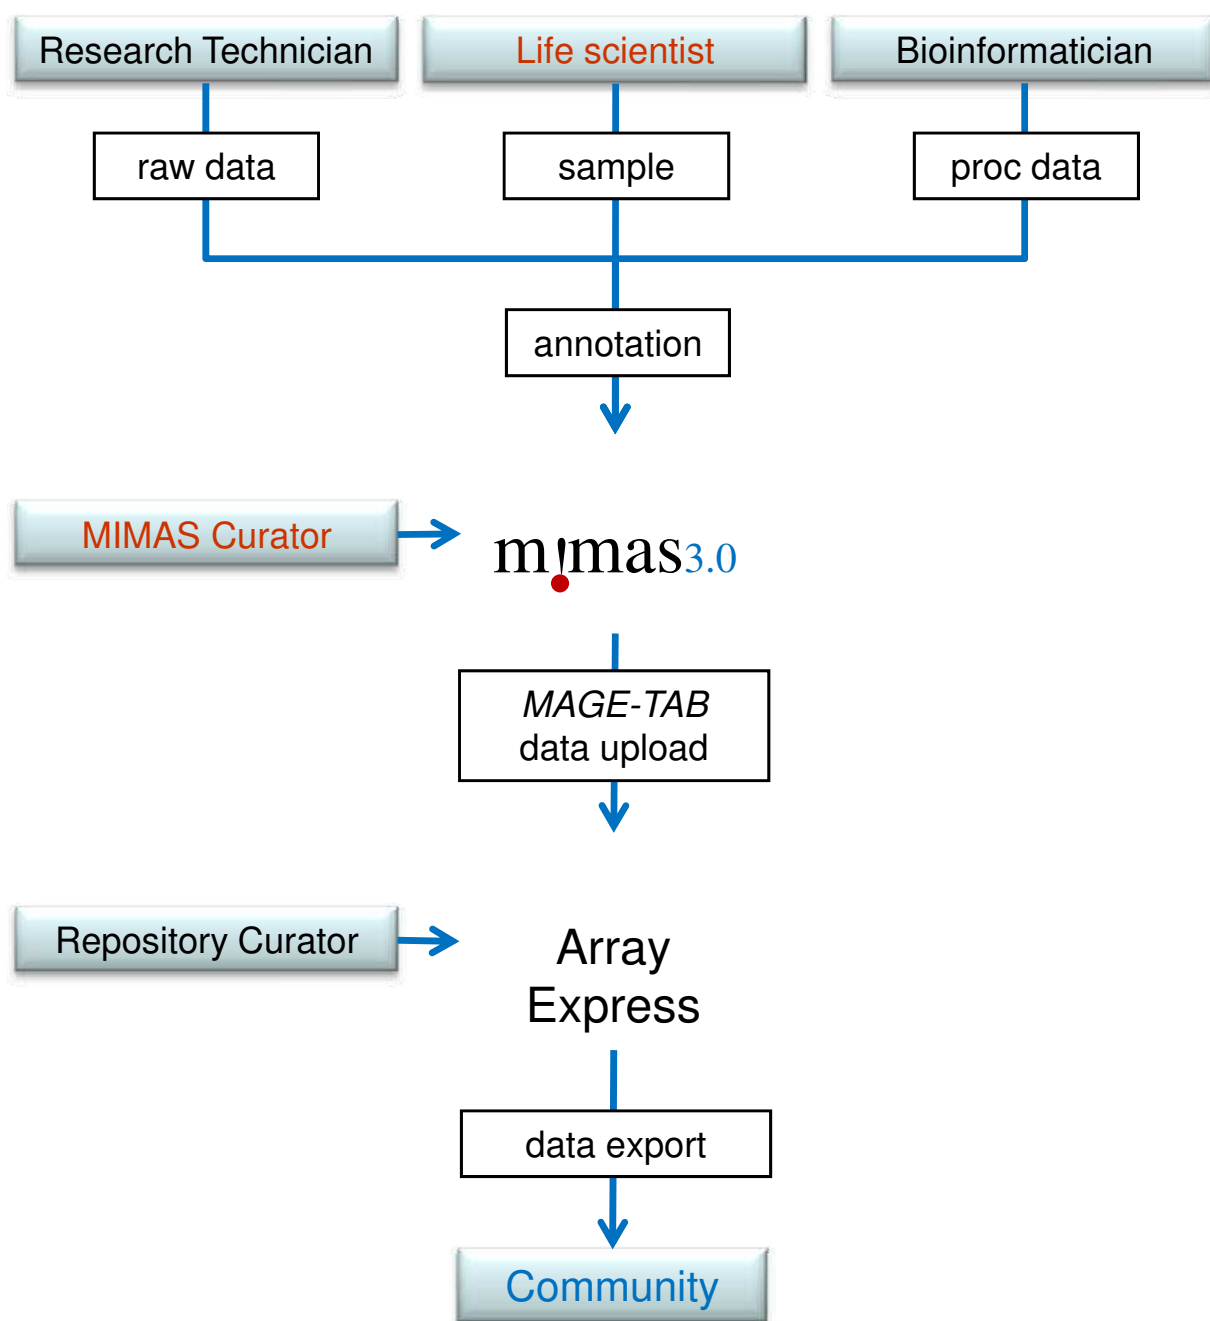 Research Technician
Life scientist
Bioinformatician
raw data
sample
proc data
annotation
MIMAS Curator
m!mas3.0
MAGE-TAB
data upload
Repository Curator
Array
Express
data export
Community